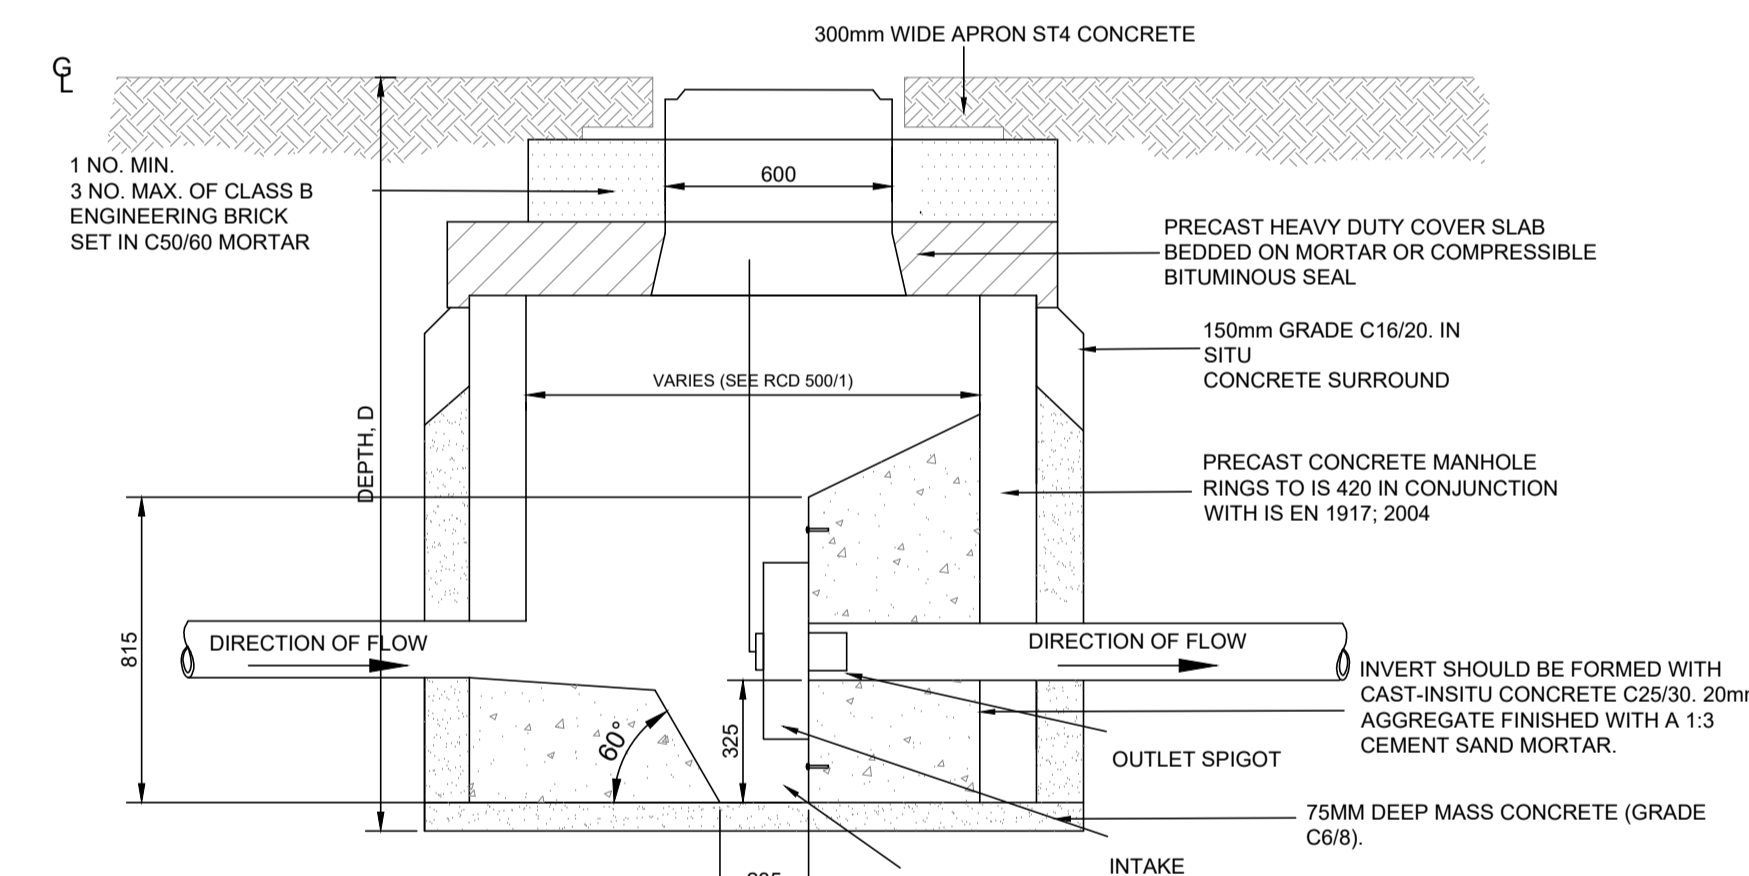 300mm WIDE APRON ST4 CONCRETE
GL
1 NO. MIN.
3 NO. MAX. OF CLASS B
ENGINEERING BRICK
SET IN C50/60 MORTAR
600
PRECAST HEAVY DUTY COVER SLAB
BEDDED ON MORTAR OR COMPRESSIBLE
BITUMINOUS SEAL
150mm GRADE C16/20. IN
SITU
CONCRETE SURROUND
VARIES (SEE RCD 500/1)
DEPTH, D
PRECAST CONCRETE MANHOLE
RINGS TO IS 420 IN CONJUNCTION
WITH IS EN 1917; 2004
815
DIRECTION OF FLOW
DIRECTION OF FLOW
60°
325
INVERT SHOULD BE FORMED WITH
CAST-INSITU CONCRETE C25/30. 20mm
AGGREGATE FINISHED WITH A 1:3
CEMENT SAND MORTAR.
OUTLET SPIGOT
75MM DEEP MASS CONCRETE (GRADE
C6/8).
INTAKE